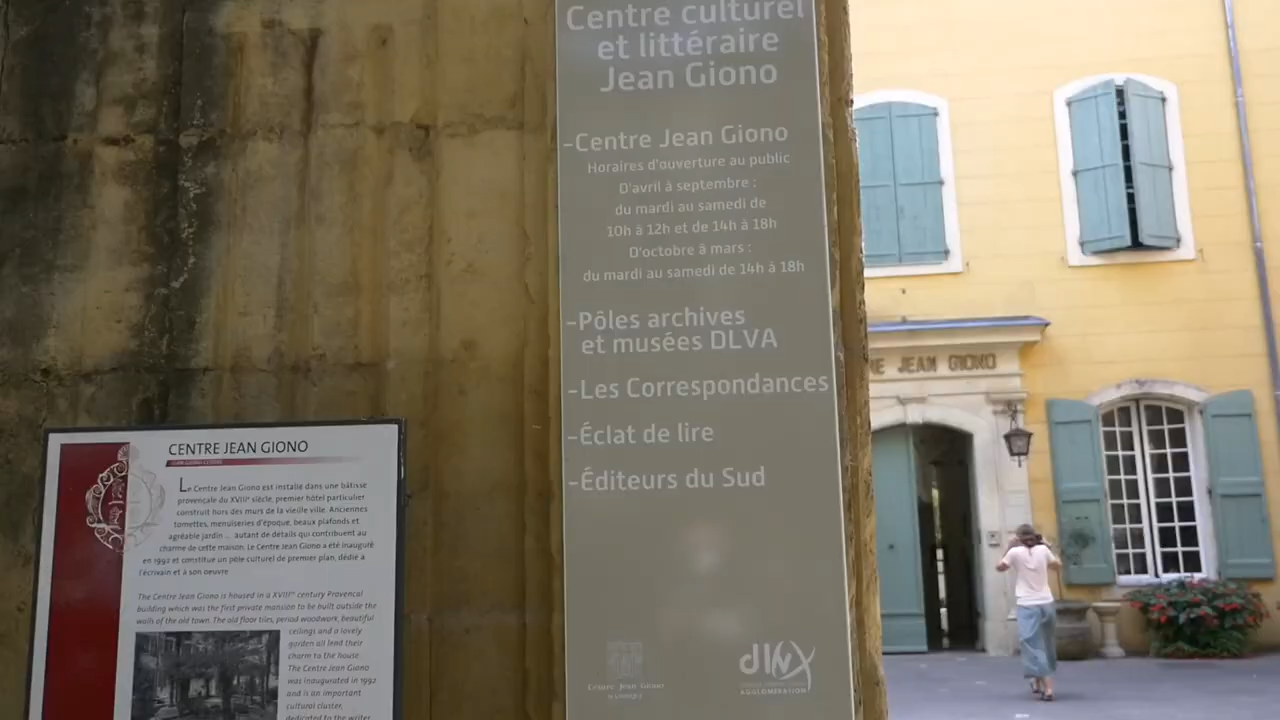 Centre culturel
et littéraire
Jean Giono
-Centre Jean Giono
Horaires d'ouverture au public
D'avril à septembre :
du mardi au samedi de
10h à 12h et de 14h à 18h
D'octobre à mars :
du mardi au samedi de 14h à 18h
-Pôles archives
et musées DLVA
-Les Correspondances
-Éclat de lire
-Éditeurs du Sud
Centre Jean Giono
AGGLOMÉRATION
CENTRE JEAN GIONO
Le Centre Jean Giono est installé dans une bâtisse
provençale du XVIIIe siècle, premier hôtel particulier
construit hors des murs de la vieille ville. Anciennes
tomettes, menuiseries d'époque, beaux plafonds et
agréable jardin ... autant de détails qui contribuent au
charme de cette maison. Le Centre Jean Giono a été inauguré
en 1992 et constitue un pôle culturel de premier plan, dédié à
l'écrivain et à son oeuvre
The Centre Jean Giono is housed in a XVIIIth century Provencal
building which was the first private mansion to be built outside the
walls of the old town. The old floor tiles, period woodwork, beautiful
ceilings and a lovely
garden all lend their
charm to the house.
The Centre Jean Giono
was inaugurated in 1992
and is an important
cultural cluster,
dedicated to the writer
RE JEAN GIONO